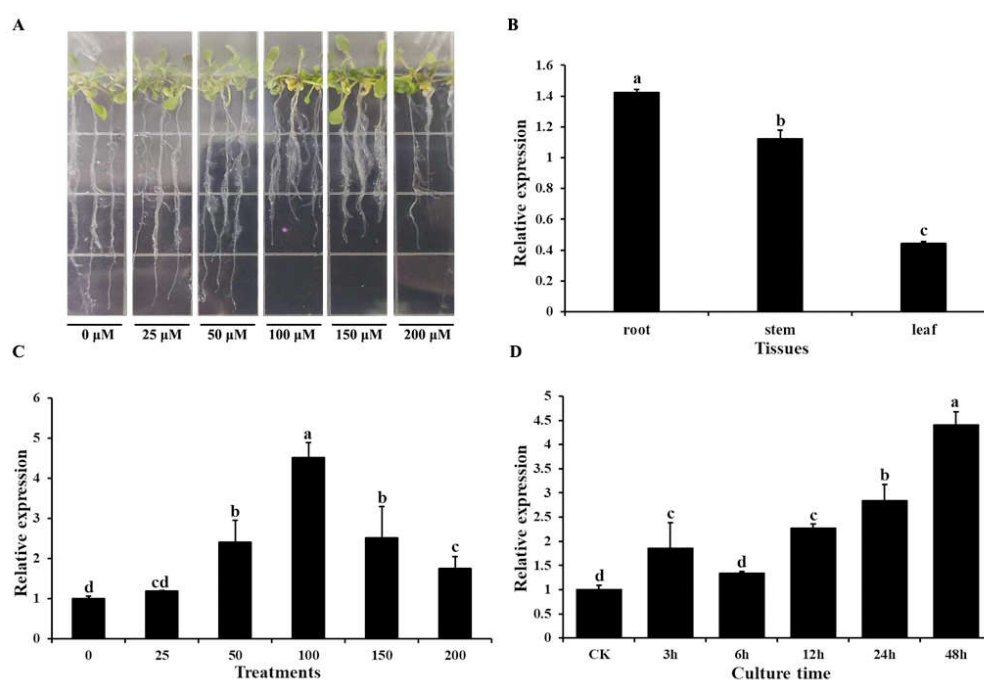 A
0 μM 25 μM 50 μM 100 μM 150 μM 200 μM
B
Relative expression
1.6
1.4
1.2
1
0.8
0.6
0.4
0.2
0
a
b
c
root stem leaf
Tissues
C
Relative expression
6
5
4
3
2
1
0
d cd b a b c
0 25 50 100 150 200
Treatments
D
Relative expression
5
4.5
4
3.5
3
2.5
2
1.5
1
0.5
0
d c d c b a
CK 3h 6h 12h 24h 48h
Culture time